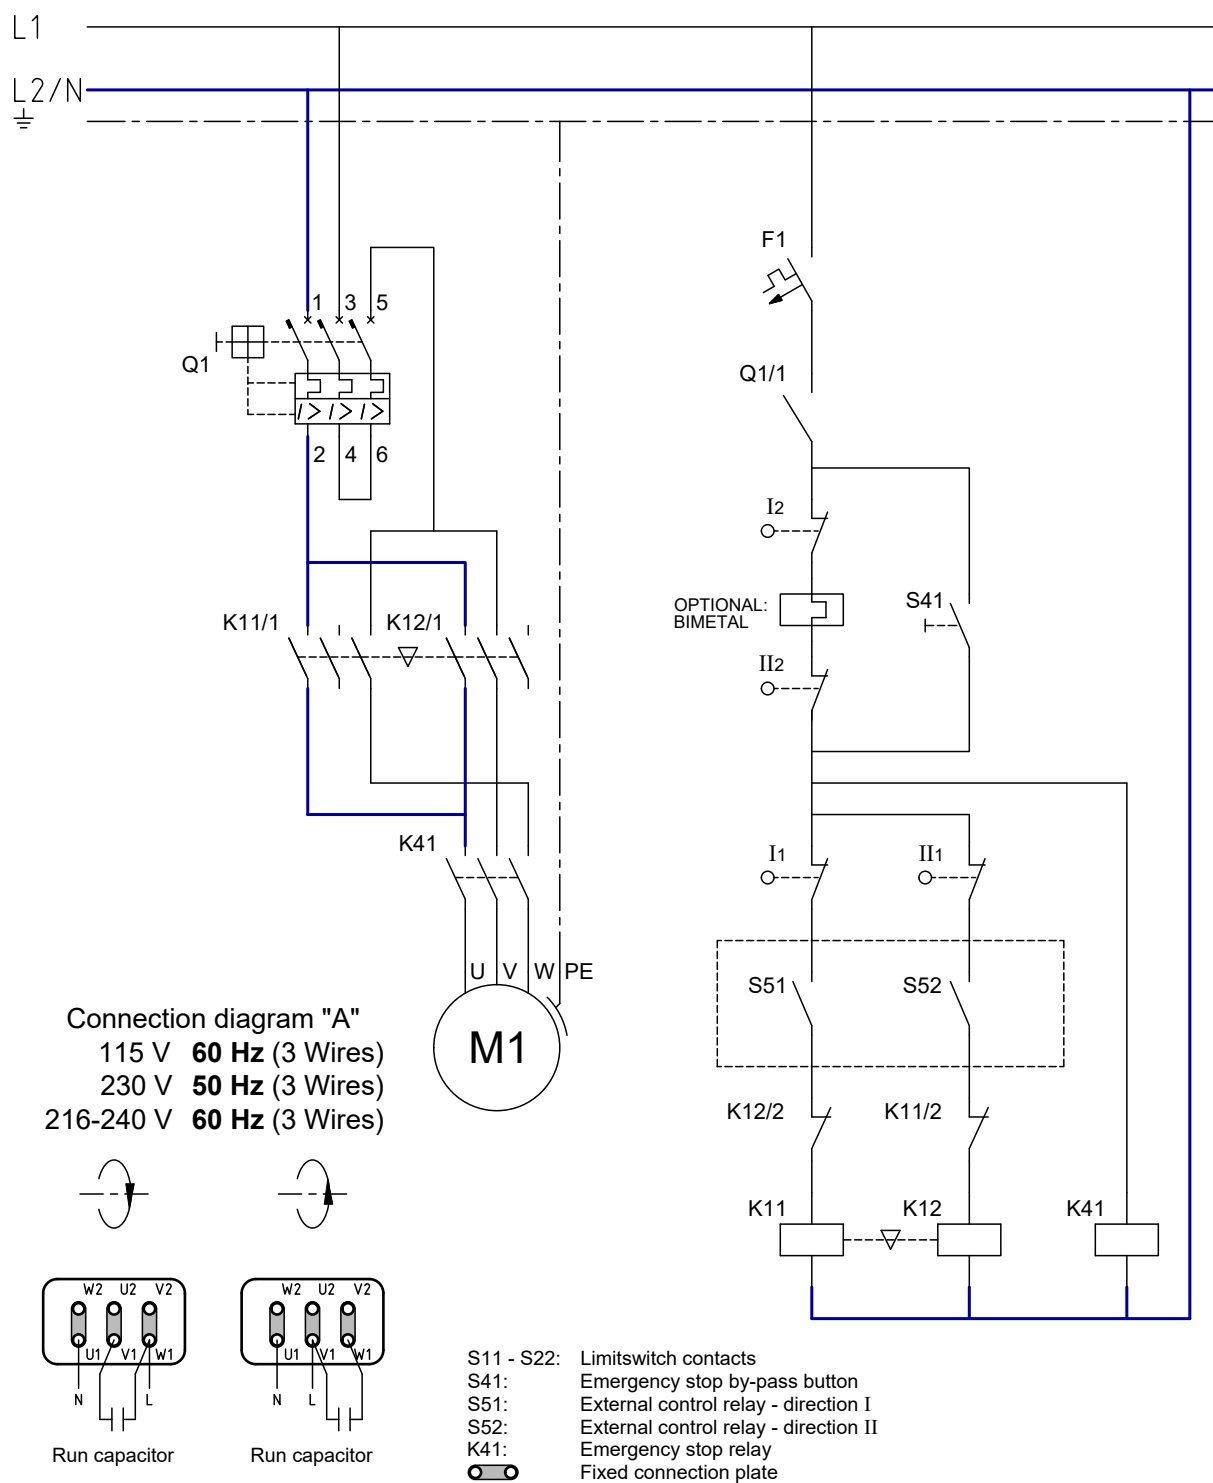 L1
L2/N
F1
1 3 5
Q1
Q1/1
2 4 6
I2
OPTIONAL:
BIMETAL
S41
K11/1 K12/1
II2
K41
I1 II1
U V W PE
S51 S52
M1
Connection diagram "A"
115 V 60 Hz (3 Wires)
230 V 50 Hz (3 Wires)
216-240 V 60 Hz (3 Wires)
K12/2 K11/2
K11 K12 K41
W2 U2 V2
U1 V1 W1
N L
Run capacitor
W2 U2 V2
U1 V1 W1
N L
Run capacitor
S11 - S22: Limitswitch contacts
S41: Emergency stop by-pass button
S51: External control relay - direction I
S52: External control relay - direction II
K41: Emergency stop relay
Fixed connection plate